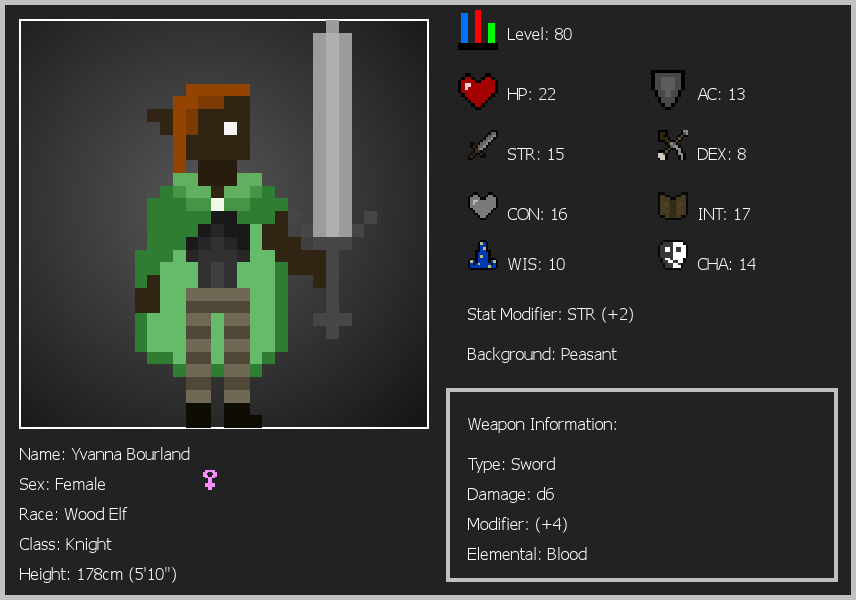 Level: 80
HP: 22
AC: 13
STR: 15
DEX: 8
CON: 16
INT: 17
WIS: 10
CHA: 14
Stat Modifier: STR (+2)
Background: Peasant
Weapon Information:
Type: Sword
Damage: d6
Modifier: (+4)
Elemental: Blood
Name: Yvanna Bourland
Sex: Female
Race: Wood Elf
Class: Knight
Height: 178cm (5'10")